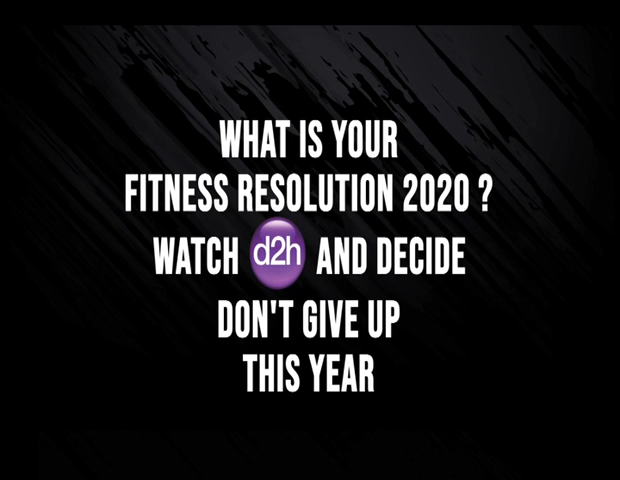 WHAT IS YOUR
FITNESS RESOLUTION 2020 ?
WATCH d2h AND DECIDE
DON'T GIVE UP
THIS YEAR